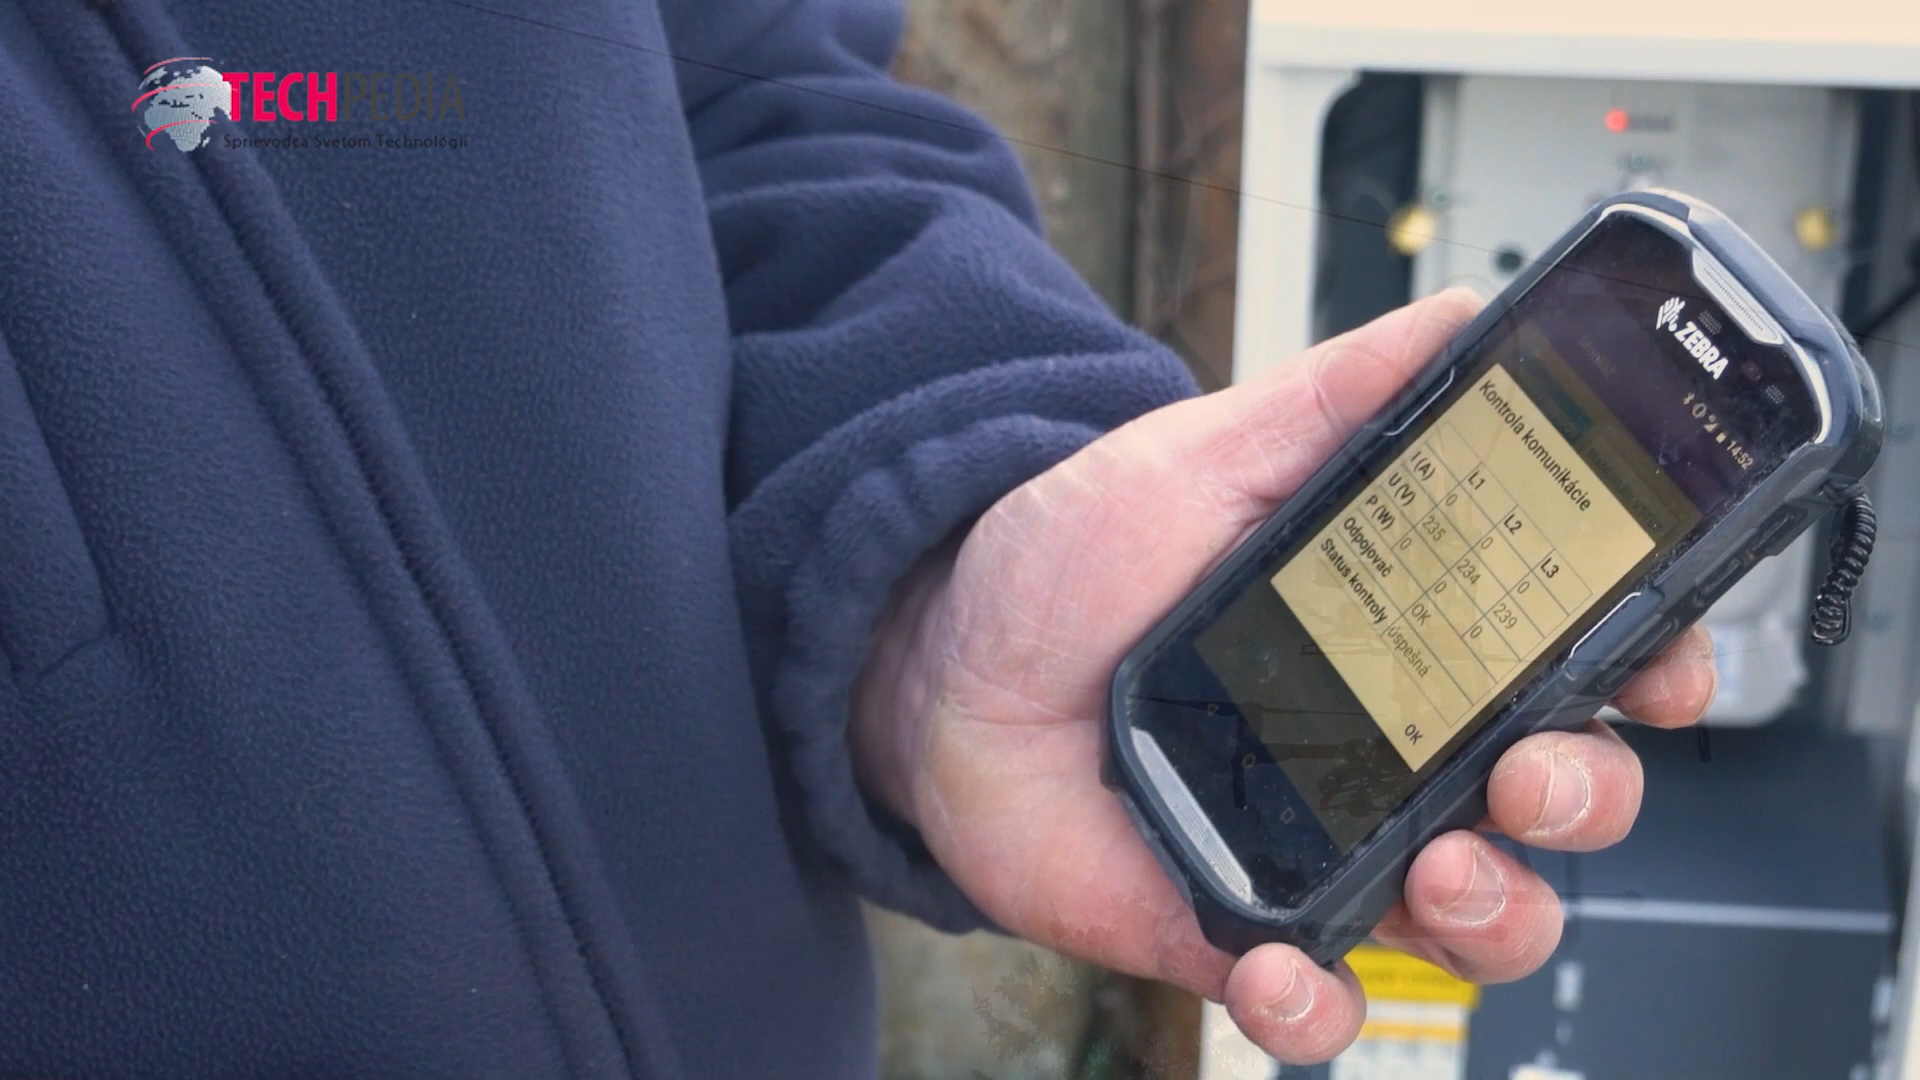 TECHPEDIA
Sprievodca Svetom Technológií
ZEBRA
14:52
Kontrola komunikácie
L1 L2 L3
I (A) 0 0 0
U (V) 235 234 239
P (W) 0 0 0
Odpojovač OK
Status kontroly úspešná
OK